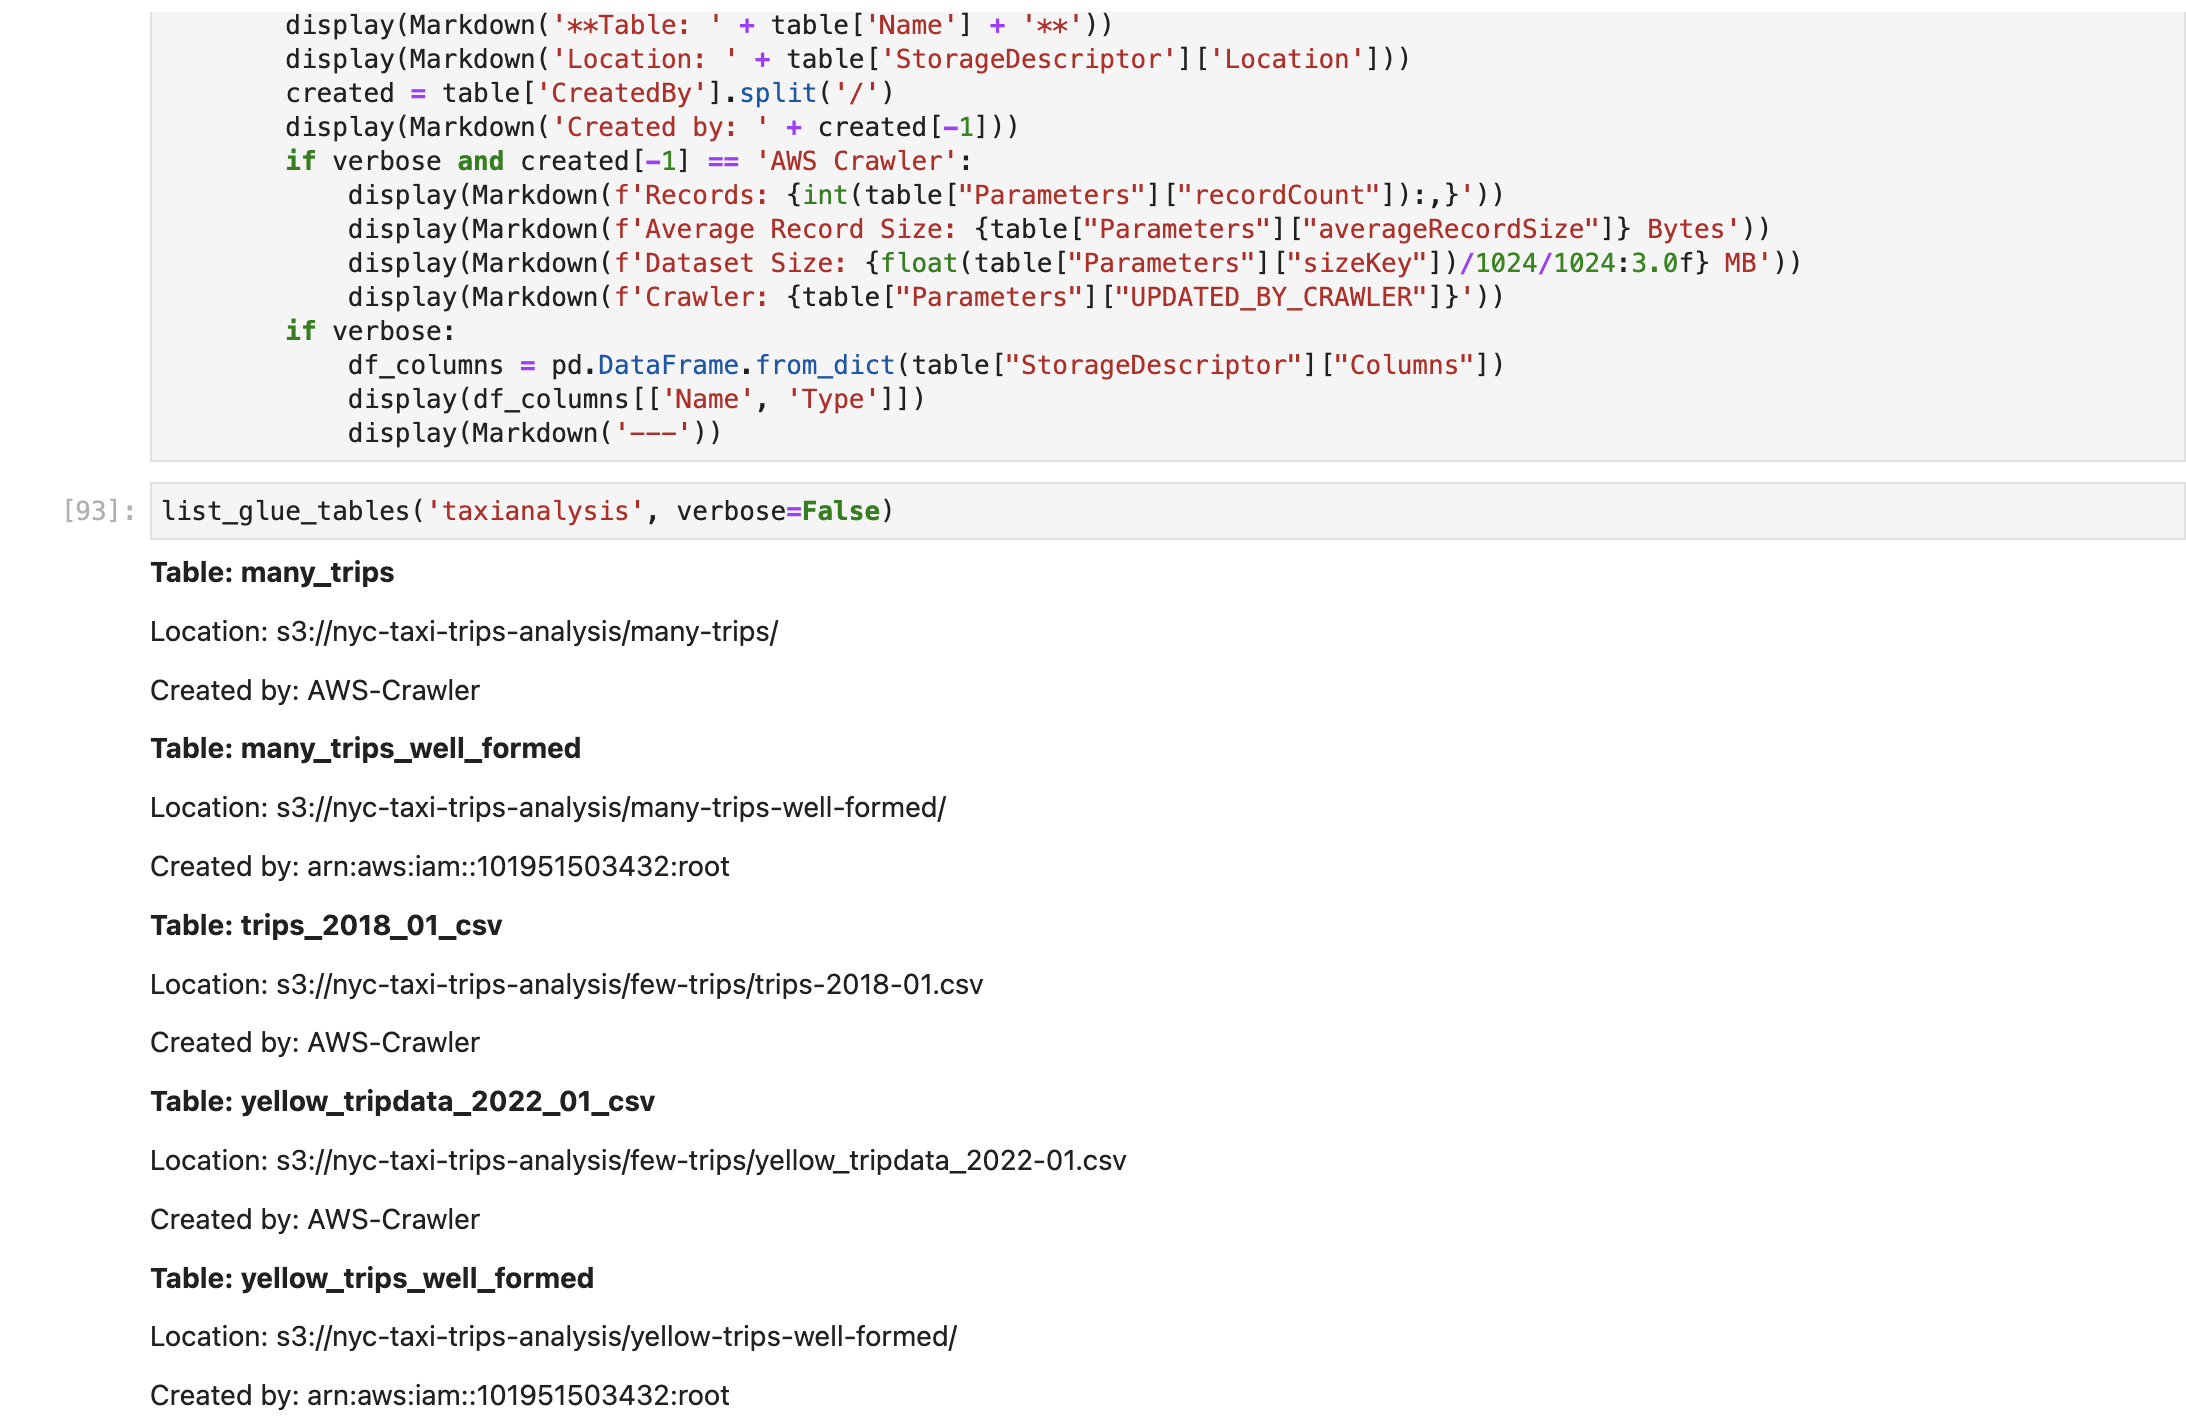 display(Markdown('**Table: ' + table['Name'] + '**'))
        display(Markdown('Location: ' + table['StorageDescriptor']['Location']))
        created = table['CreatedBy'].split('/')
        display(Markdown('Created by: ' + created[-1]))
        if verbose and created[-1] == 'AWS Crawler':
            display(Markdown(f'Records: {int(table["Parameters"]["recordCount"]):,}'))
            display(Markdown(f'Average Record Size: {table["Parameters"]["averageRecordSize"]} Bytes'))
            display(Markdown(f'Dataset Size: {float(table["Parameters"]["sizeKey"])/1024/1024:3.0f} MB'))
            display(Markdown(f'Crawler: {table["Parameters"]["UPDATED_BY_CRAWLER"]}'))
        if verbose:
            df_columns = pd.DataFrame.from_dict(table["StorageDescriptor"]["Columns"])
            display(df_columns[['Name', 'Type']])
            display(Markdown('---'))
[93]: list_glue_tables('taxianalysis', verbose=False)
Table: many_trips
Location: s3://nyc-taxi-trips-analysis/many-trips/
Created by: AWS-Crawler
Table: many_trips_well_formed
Location: s3://nyc-taxi-trips-analysis/many-trips-well-formed/
Created by: arn:aws:iam::101951503432:root
Table: trips_2018_01_csv
Location: s3://nyc-taxi-trips-analysis/few-trips/trips-2018-01.csv
Created by: AWS-Crawler
Table: yellow_tripdata_2022_01_csv
Location: s3://nyc-taxi-trips-analysis/few-trips/yellow_tripdata_2022-01.csv
Created by: AWS-Crawler
Table: yellow_trips_well_formed
Location: s3://nyc-taxi-trips-analysis/yellow-trips-well-formed/
Created by: arn:aws:iam::101951503432:root